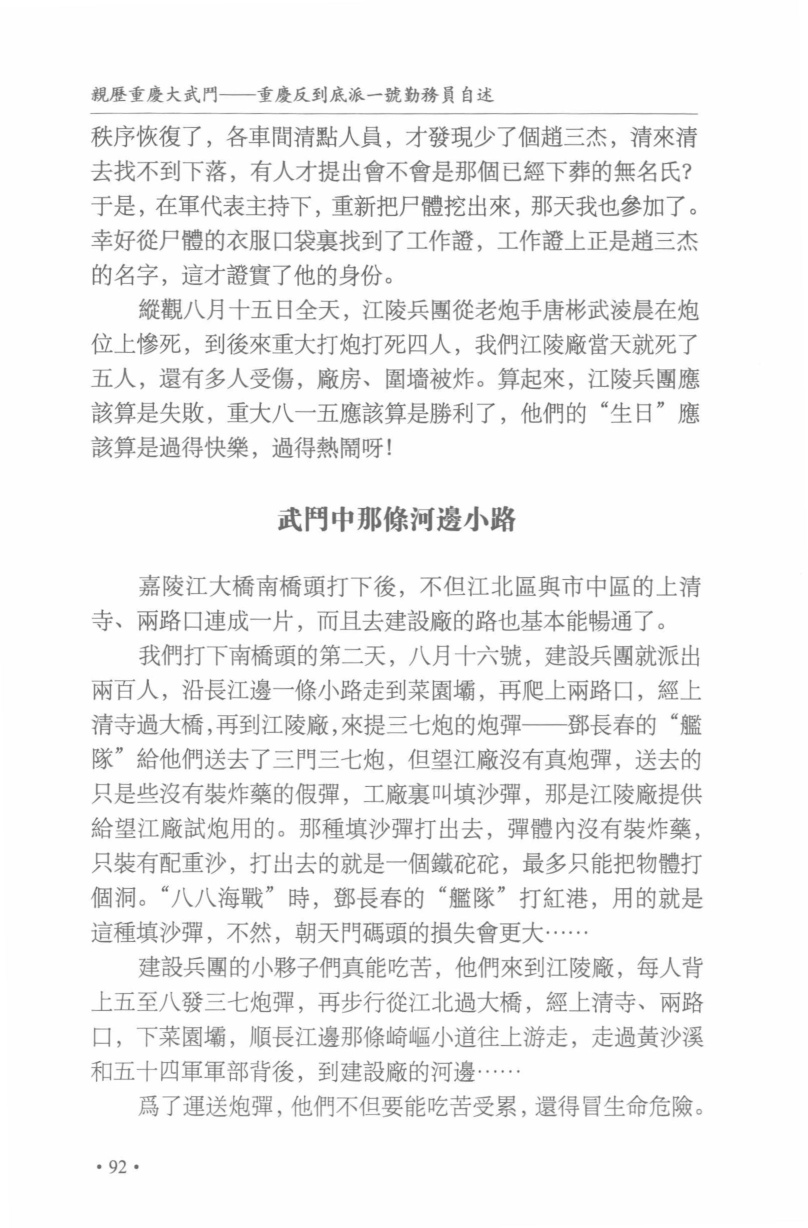 親歷重慶大武鬥——重慶反到底派一號勤務員自述
秩序恢復了，各車間清點人員，才發現少了個趙三杰，清來清
去找不到下落，有人才提出會不會是那個已經下葬的無名氏？
于是，在軍代表主持下，重新把尸體挖出來，那天我也參加了。
幸好從尸體的衣服口袋裏找到了工作證，工作證上正是趙三杰
的名字，這才證實了他的身份。
縱觀八月十五日全天，江陵兵團從老炮手唐彬武淩晨在炮
位上慘死，到後來重大打炮打死四人，我們江陵廠當天就死了
五人，還有多人受傷，廠房、圍墻被炸。算起來，江陵兵團應
該算是失敗，重大八一五應該算是勝利了，他們的“生日”應
該算是過得快樂，過得熱鬧呀！
武鬥中那條河邊小路
嘉陵江大橋南橋頭打下後，不但江北區與市中區的上清
寺、兩路口連成一片，而且去建設廠的路也基本能暢通了。
我們打下南橋頭的第二天，八月十六號，建設兵團就派出
兩百人，沿長江邊一條小路走到菜園壩，再爬上兩路口，經上
清寺過大橋，再到江陵廠，來提三七炮的炮彈——鄧長春的“艦
隊”給他們送去了三門三七炮，但望江廠沒有真炮彈，送去的
只是些沒有裝炸藥的假彈，工廠裏叫填沙彈，那是江陵廠提供
給望江廠試炮用的。那種填沙彈打出去，彈體內沒有裝炸藥，
只裝有配重沙，打出去的就是一個鐵砣砣，最多只能把物體打
個洞。“八八海戰”時，鄧長春的“艦隊”打紅港，用的就是
這種填沙彈，不然，朝天門碼頭的損失會更大……
建設兵團的小夥子們真能吃苦，他們來到江陵廠，每人背
上五至八發三七炮彈，再步行從江北過大橋，經上清寺、兩路
口，下菜園壩，順長江邊那條崎嶇小道往上游走，走過黃沙溪
和五十四軍軍部背後，到建設廠的河邊……
爲了運送炮彈，他們不但要能吃苦受累，還得冒生命危險。
·92·